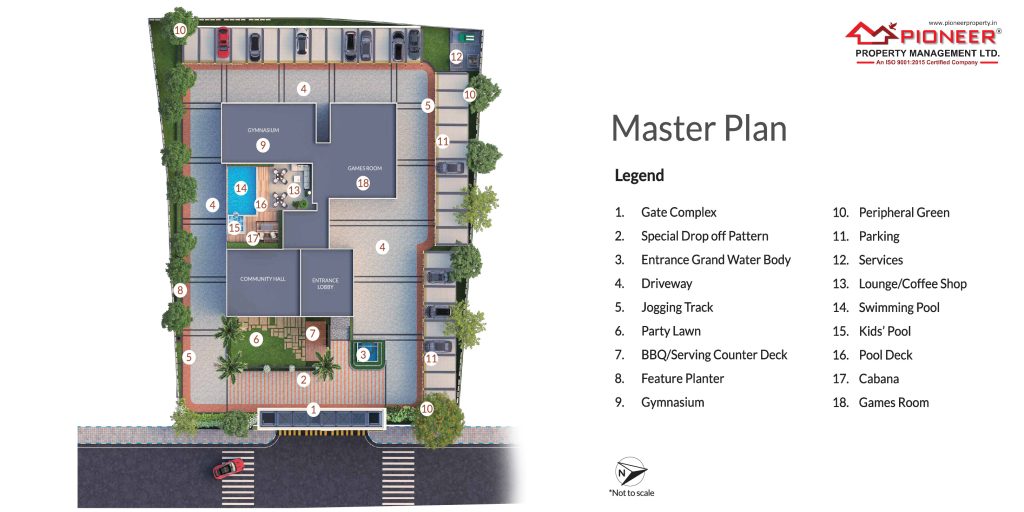 www.pioneerproperty.in
PIONEER®
PROPERTY MANAGEMENT LTD.
An ISO 9001:2015 Certified Company
Master Plan
Legend
1. Gate Complex
2. Special Drop off Pattern
3. Entrance Grand Water Body
4. Driveway
5. Jogging Track
6. Party Lawn
7. BBQ/Serving Counter Deck
8. Feature Planter
9. Gymnasium
10. Peripheral Green
11. Parking
12. Services
13. Lounge/Coffee Shop
14. Swimming Pool
15. Kids' Pool
16. Pool Deck
17. Cabana
18. Games Room
N
*Not to scale
10
12
4
10
5
GYMNASIUM
9
11
GAMES ROOM
18
14
13
4
16
15
17
4
COMMUNITY HALL
ENTRANCE
LOBBY
8
7
6
3
5
11
2
1
10